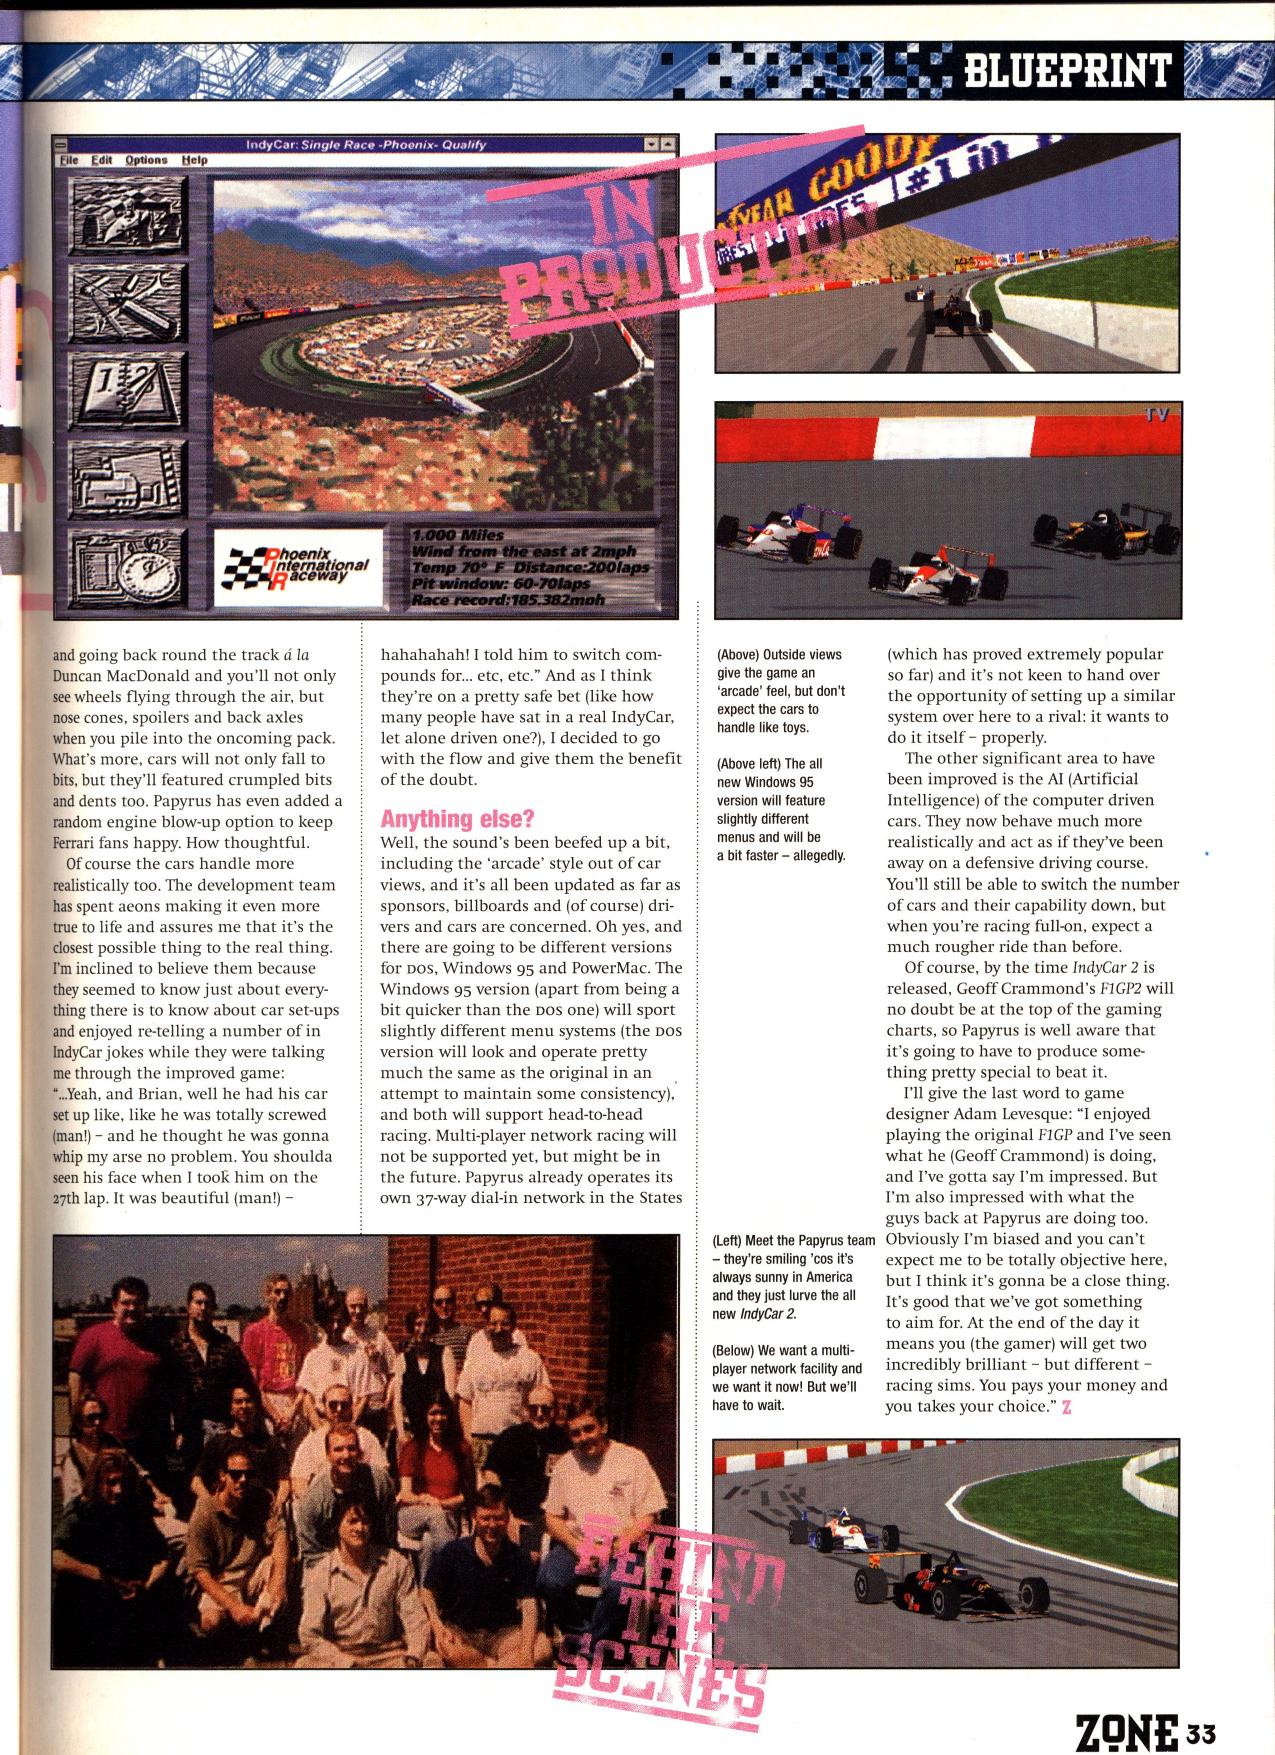 BLUEPRINT
IndyCar: Single Race -Phoenix- Qualify
File Edit Options Help
IN
PRODUCTION
GOODY
#1 in
TV
Phoenix
International
Raceway
1.000 Miles
Wind from the east at 2mph
Temp 70° F Distance:200laps
Pit window: 60-70laps
Race record:185.382mph
and going back round the track á la
Duncan MacDonald and you'll not only
see wheels flying through the air, but
nose cones, spoilers and back axles
when you pile into the oncoming pack.
What's more, cars will not only fall to
bits, but they'll featured crumpled bits
and dents too. Papyrus has even added a
random engine blow-up option to keep
Ferrari fans happy. How thoughtful.
Of course the cars handle more
realistically too. The development team
has spent aeons making it even more
true to life and assures me that it's the
closest possible thing to the real thing.
I'm inclined to believe them because
they seemed to know just about every-
thing there is to know about car set-ups
and enjoyed re-telling a number of in
IndyCar jokes while they were talking
me through the improved game:
"...Yeah, and Brian, well he had his car
set up like, like he was totally screwed
(man!) – and he thought he was gonna
whip my arse no problem. You shoulda
seen his face when I took him on the
27th lap. It was beautiful (man!) –
hahahahah! I told him to switch com-
pounds for... etc, etc." And as I think
they're on a pretty safe bet (like how
many people have sat in a real IndyCar,
let alone driven one?), I decided to go
with the flow and give them the benefit
of the doubt.
Anything else?
Well, the sound's been beefed up a bit,
including the 'arcade' style out of car
views, and it's all been updated as far as
sponsors, billboards and (of course) dri-
vers and cars are concerned. Oh yes, and
there are going to be different versions
for DOS, Windows 95 and PowerMac. The
Windows 95 version (apart from being a
bit quicker than the DOS one) will sport
slightly different menu systems (the DOS
version will look and operate pretty
much the same as the original in an
attempt to maintain some consistency),
and both will support head-to-head
racing. Multi-player network racing will
not be supported yet, but might be in
the future. Papyrus already operates its
own 37-way dial-in network in the States
(Above) Outside views
give the game an
'arcade' feel, but don't
expect the cars to
handle like toys.
(Above left) The all
new Windows 95
version will feature
slightly different
menus and will be
a bit faster – allegedly.
(which has proved extremely popular
so far) and it's not keen to hand over
the opportunity of setting up a similar
system over here to a rival: it wants to
do it itself – properly.
The other significant area to have
been improved is the AI (Artificial
Intelligence) of the computer driven
cars. They now behave much more
realistically and act as if they've been
away on a defensive driving course.
You'll still be able to switch the number
of cars and their capability down, but
when you're racing full-on, expect a
much rougher ride than before.
Of course, by the time IndyCar 2 is
released, Geoff Crammond's F1GP2 will
no doubt be at the top of the gaming
charts, so Papyrus is well aware that
it's going to have to produce some-
thing pretty special to beat it.
I'll give the last word to game
designer Adam Levesque: "I enjoyed
playing the original F1GP and I've seen
what he (Geoff Crammond) is doing,
and I've gotta say I'm impressed. But
I'm also impressed with what the
guys back at Papyrus are doing too.
Obviously I'm biased and you can't
expect me to be totally objective here,
but I think it's gonna be a close thing.
It's good that we've got something
to aim for. At the end of the day it
means you (the gamer) will get two
incredibly brilliant – but different –
racing sims. You pays your money and
you takes your choice." Z
(Left) Meet the Papyrus team
– they're smiling 'cos it's
always sunny in America
and they just lurve the all
new IndyCar 2.
(Below) We want a multi-
player network facility and
we want it now! But we'll
have to wait.
BEHIND
THE
SCENES
ZONE 33